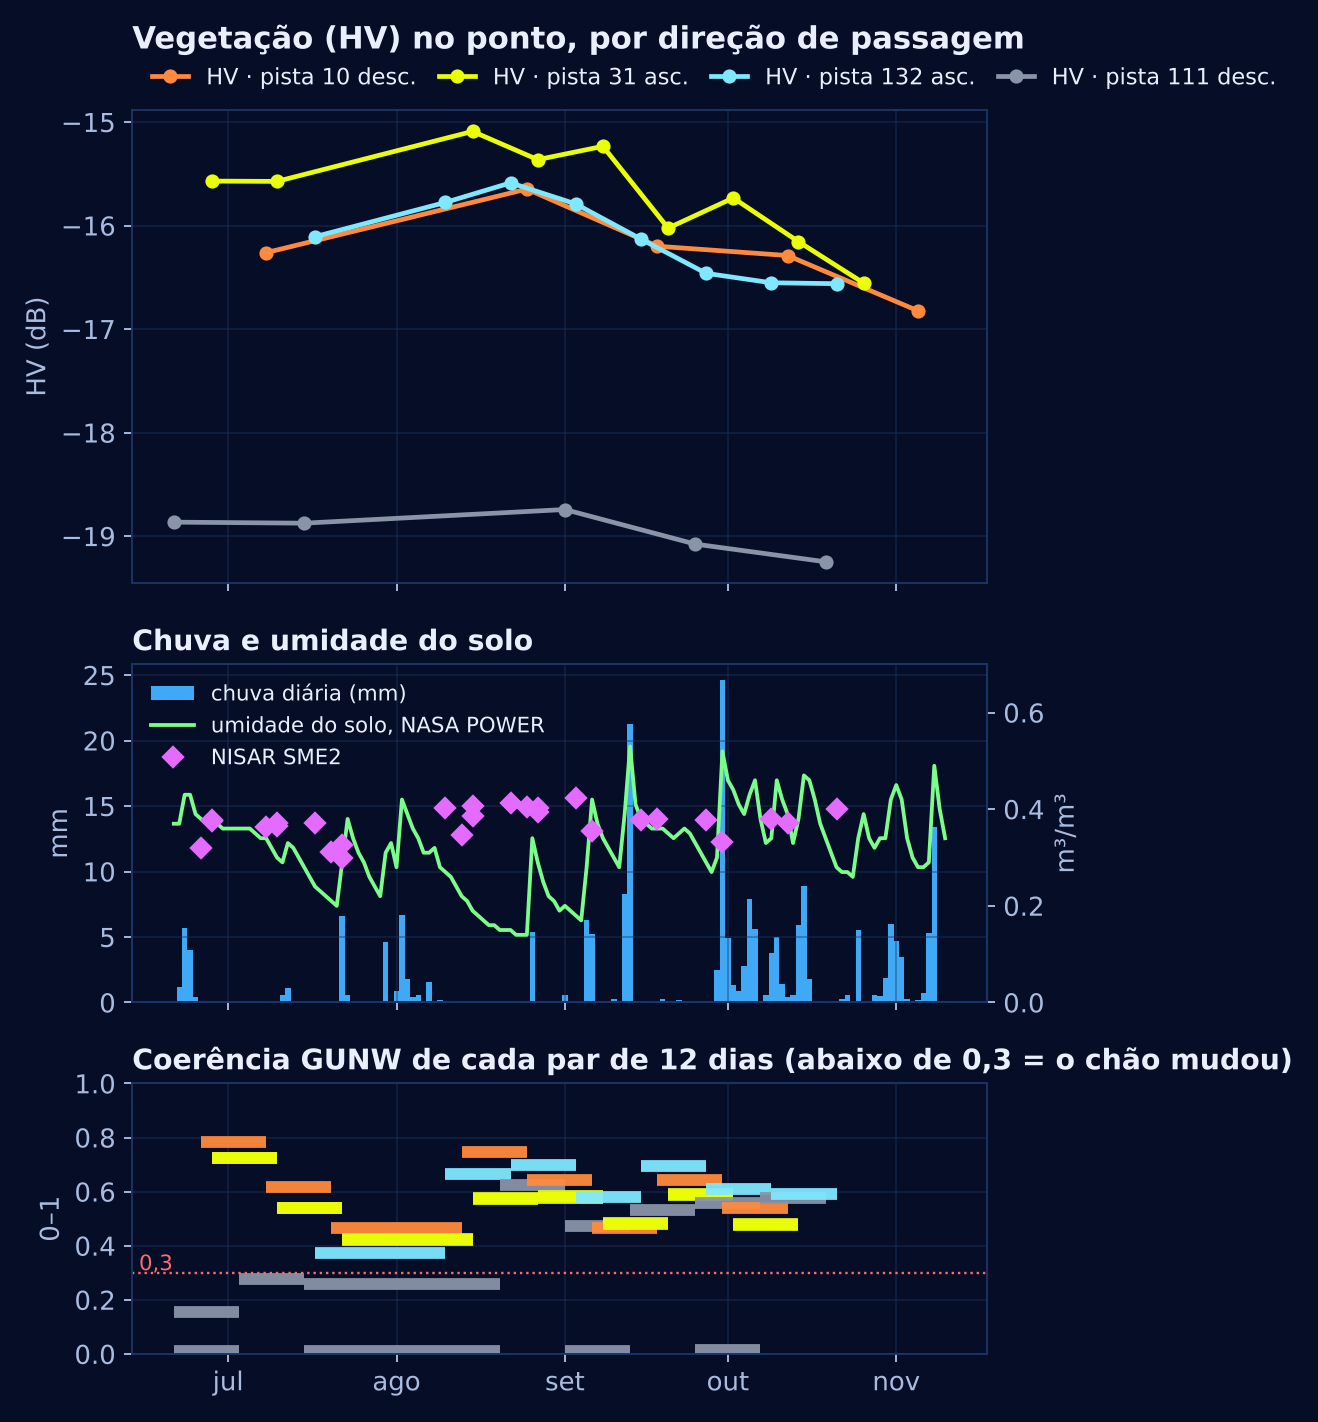 Vegetação (HV) no ponto, por direção de passagem
HV · pista 10 desc. HV · pista 31 asc. HV · pista 132 asc. HV · pista 111 desc.
−15
−16
−17
−18
−19
HV (dB)
Chuva e umidade do solo
chuva diária (mm)
umidade do solo, NASA POWER
NISAR SME2
25
20
15
10
5
0
mm
0.6
0.4
0.2
0.0
m³/m³
Coerência GUNW de cada par de 12 dias (abaixo de 0,3 = o chão mudou)
1.0
0.8
0.6
0.4
0.2
0.0
0–1
0,3
jul ago set out nov